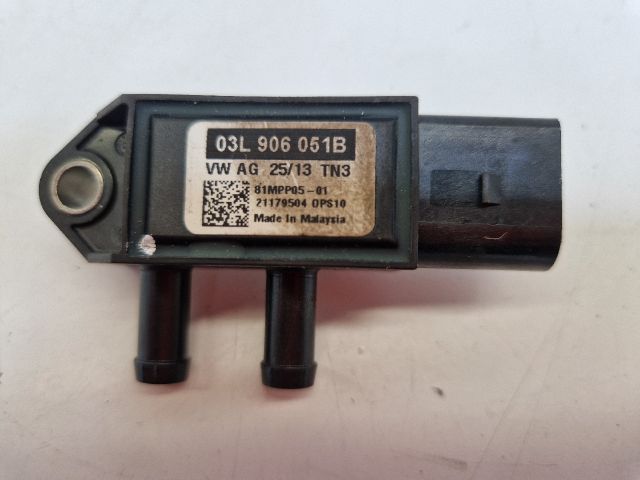 03L 906 051B
VW AG 25/13 TN3
81MPP05-01
21179504 DPS10
Made In Malaysia